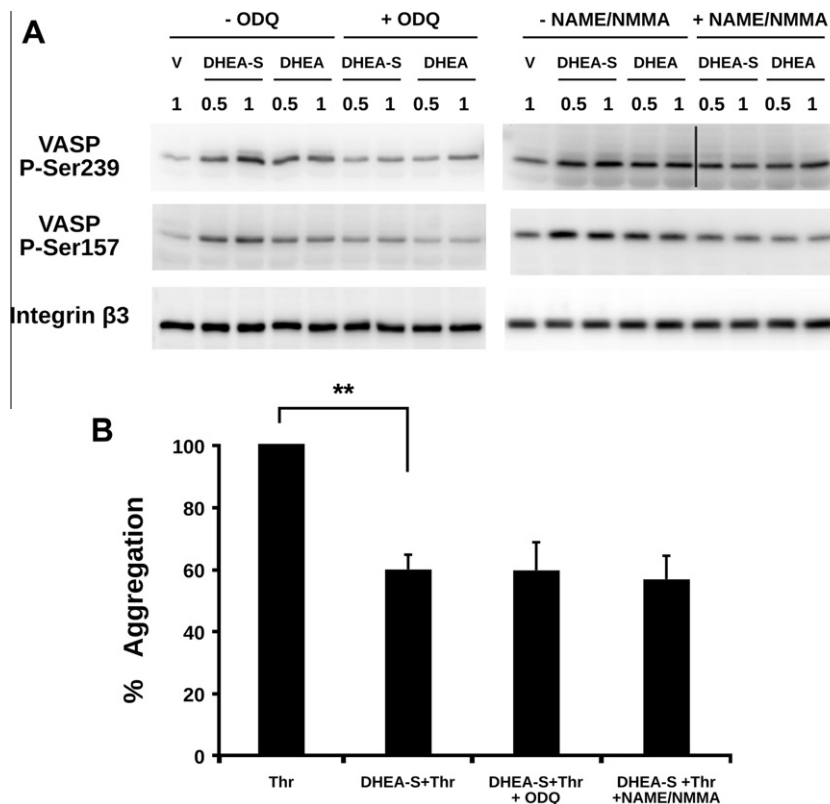 A
- ODQ + ODQ - NAME/NMMA + NAME/NMMA
V DHEA-S DHEA DHEA-S DHEA V DHEA-S DHEA DHEA-S DHEA
1 0.5 1 0.5 1 0.5 1 0.5 1 1 0.5 1 0.5 1 0.5 1 0.5 1
VASP
P-Ser239
VASP
P-Ser157
Integrin β3
B
**
% Aggregation
100
80
60
40
20
0
Thr DHEA-S+Thr DHEA-S+Thr DHEA-S +Thr
+ ODQ +NAME/NMMA